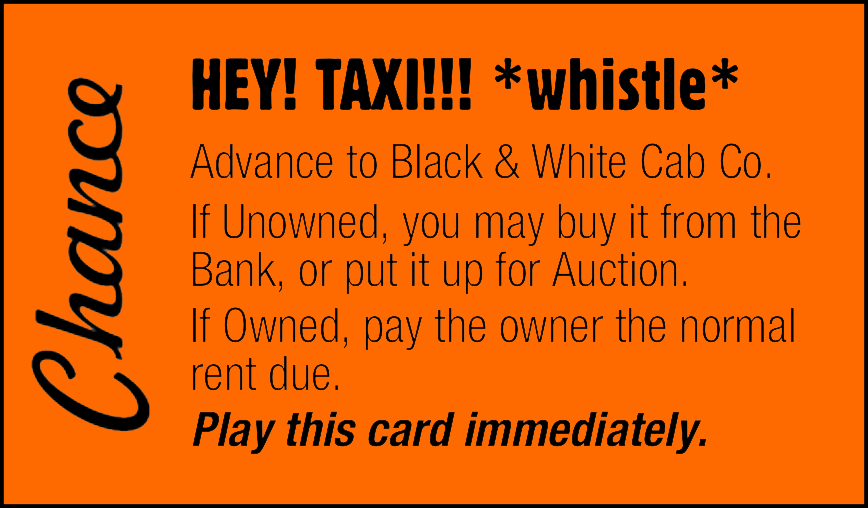 Chance
HEY! TAXI!!! *whistle*
Advance to Black & White Cab Co.
If Unowned, you may buy it from the
Bank, or put it up for Auction.
If Owned, pay the owner the normal
rent due.
Play this card immediately.